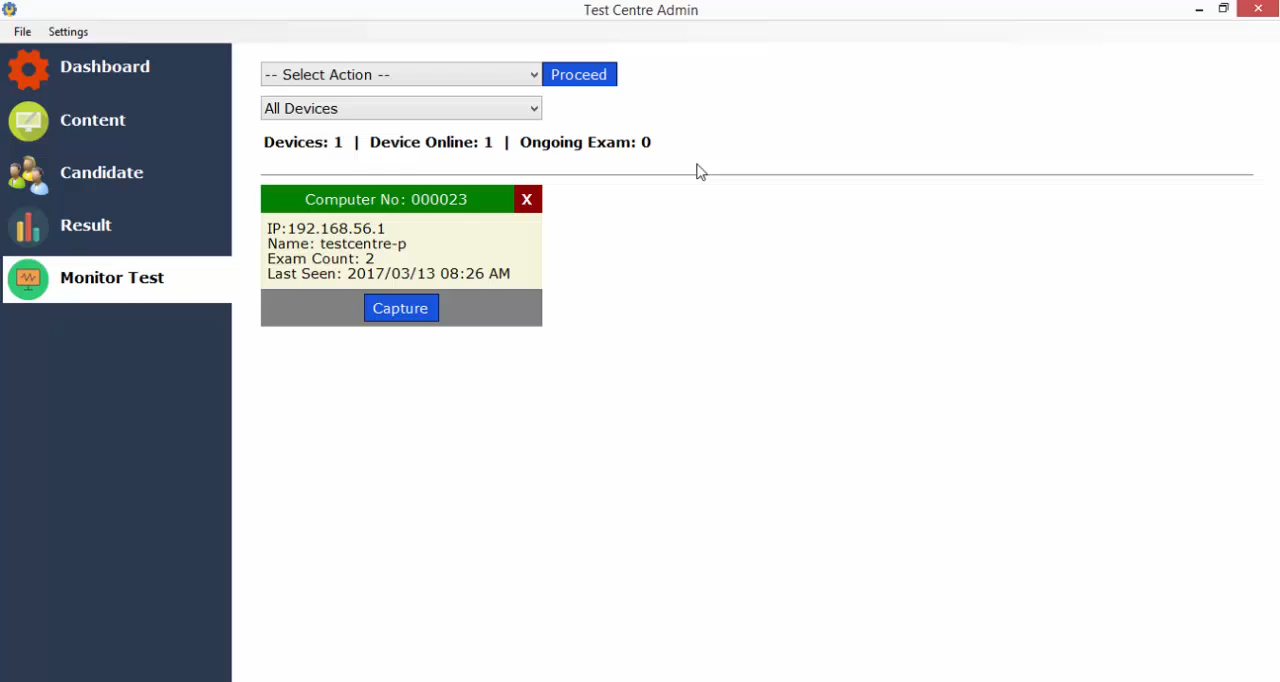 Test Centre Admin
File Settings
Dashboard
Content
Candidate
Result
Monitor Test
-- Select Action --
Proceed
All Devices
Devices: 1 | Device Online: 1 | Ongoing Exam: 0
Computer No: 000023 X
IP:192.168.56.1
Name: testcentre-p
Exam Count: 2
Last Seen: 2017/03/13 08:26 AM
Capture